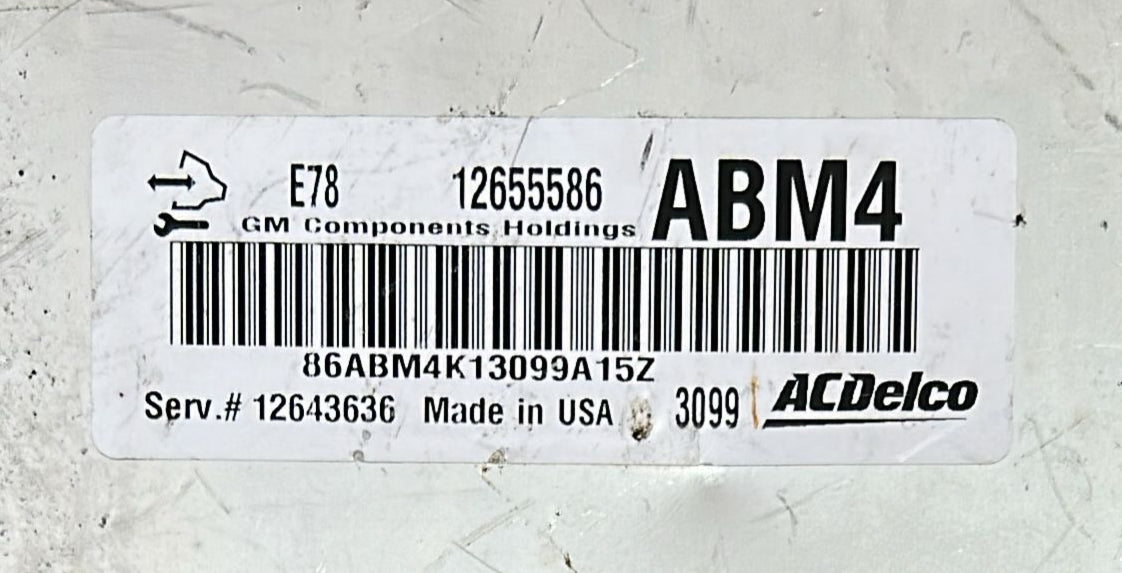 E78 12655586 ABM4
GM Components Holdings
86ABM4K13099A15Z
Serv.# 12643636 Made in USA 3099 ACDelco